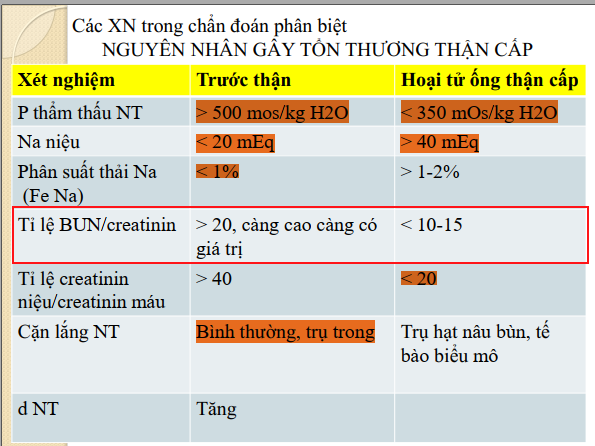 Các XN trong chẩn đoán phân biệt
NGUYÊN NHÂN GÂY TỔN THƯƠNG THẬN CẤP
Xét nghiệm Trước thận Hoại tử ống thận cấp
P thẩm thấu NT > 500 mos/kg H2O < 350 mOs/kg H2O
Na niệu < 20 mEq > 40 mEq
Phân suất thải Na < 1% > 1-2%
(Fe Na)
Tỉ lệ BUN/creatinin > 20, càng cao càng có < 10-15
giá trị
Tỉ lệ creatinin > 40 < 20
niệu/creatinin máu
Cặn lắng NT Bình thường, trụ trong Trụ hạt nâu bùn, tế
bào biểu mô
d NT Tăng